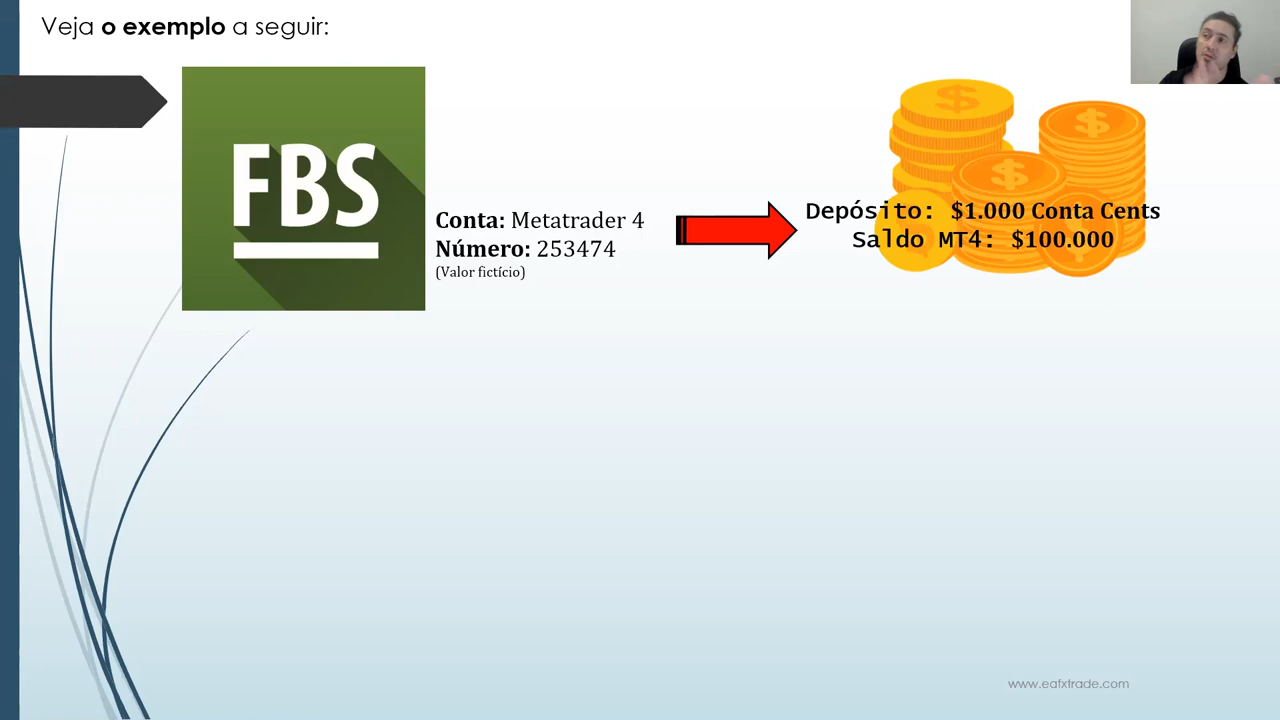 Veja o exemplo a seguir:
FBS
Conta: Metatrader 4
Número: 253474
(Valor fictício)
Depósito: $1.000 Conta Cents
Saldo MT4: $100.000
www.eafxtrade.com